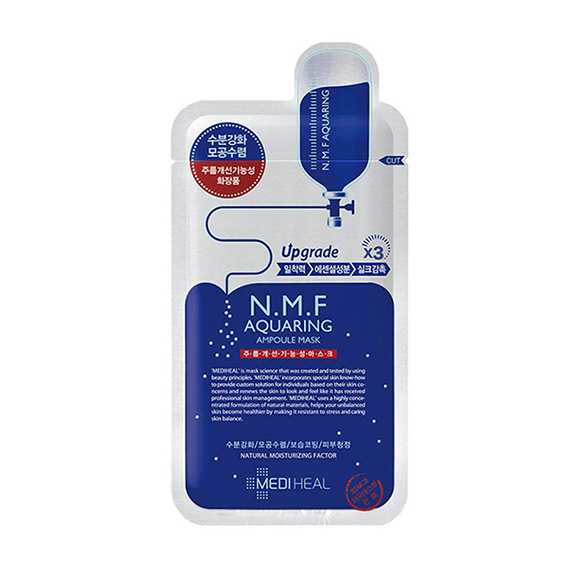 N.M.F AQUARING
수분강화
모공수렴
주름개선기능성
화장품
CUT
Upgrade
x3
밀착력
에센셜성분
실크감촉
N.M.F
AQUARING
AMPOULE MASK
주·름·개·선·기·능·성·마·스·크
'MEDIHEAL' is mask science that was created and tested by using
beauty principles. 'MEDIHEAL' incorporates special skin know-how
to provide custom solution for individuals based on their skin con-
cerns and renews the skin to look and feel like it has received
professional skin management. 'MEDIHEAL' uses a highly conce-
ntrated formulation of natural materials, helps your unbalanced
skin become healthier by making it resistant to stress and caring
skin balance.
수분강화/모공수렴/보습코팅/피부청정
NATURAL MOISTURIZING FACTOR
MEDIHEAL